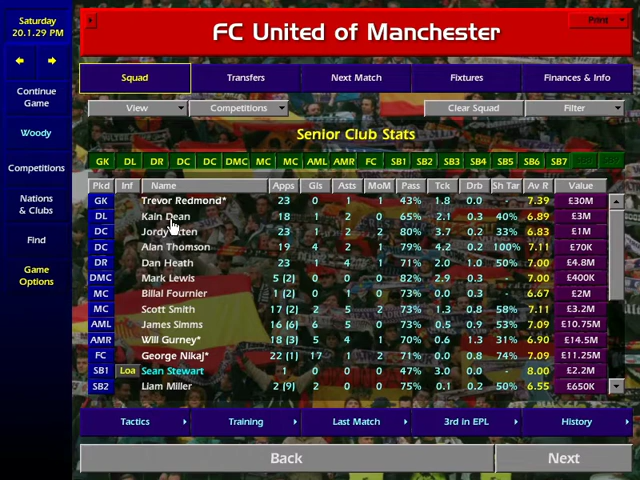 Saturday
20.1.29 PM
Continue
Game
Woody
Competitions
Nations
& Clubs
Find
Game
Options
FC United of Manchester
Print
Squad Transfers Next Match Fixtures Finances & Info
View Competitions Clear Squad Filter
Senior Club Stats
GK DL DR DC DC DMC MC MC AML AMR FC SB1 SB2 SB3 SB4 SB5 SB6 SB7
Pkd Inf Name Apps Gls Asts MoM Pass Tck Drb Sh Tar Av R Value
GK Trevor Redmond* 23 0 1 1 43% 1.8 0.0 7.39 £30M
DL Kain Dean 18 1 2 0 65% 2.1 0.3 40% 6.89 £3M
DC 23 1 2 2 80% 3.7 0.2 33% 6.83 £1M
DC Alan Thomson 19 4 2 1 79% 4.2 0.2 100% 7.11 £70K
DR Dan Heath 23 1 4 1 71% 2.0 1.0 50% 7.00 £4.8M
DMC Mark Lewis 5 (2) 0 0 0 82% 2.9 0.3 - 7.00 £400K
MC Billal Fournier 1 (2) 0 1 0 73% 0.0 0.3 - 6.67 £2M
MC Scott Smith 17 (2) 2 5 2 73% 1.3 0.8 58% 7.11 £3.2M
AML James Simms 16 (6) 6 5 0 73% 0.5 0.9 53% 7.09 £10.75M
AMR Will Gurney* 18 (3) 5 4 1 70% 0.6 1.3 31% 6.90 £14.5M
FC George Nikaj* 22 (1) 17 1 2 71% 0.0 0.8 74% 7.09 £11.25M
SB1 Loa Sean Stewart 1 0 0 0 47% 3.0 0.0 - 8.00 £2.2M
SB2 Liam Miller 2 (9) 2 0 0 75% 0.1 0.2 50% 6.55 £650K
Tactics Training Last Match 3rd in EPL History
Back Next